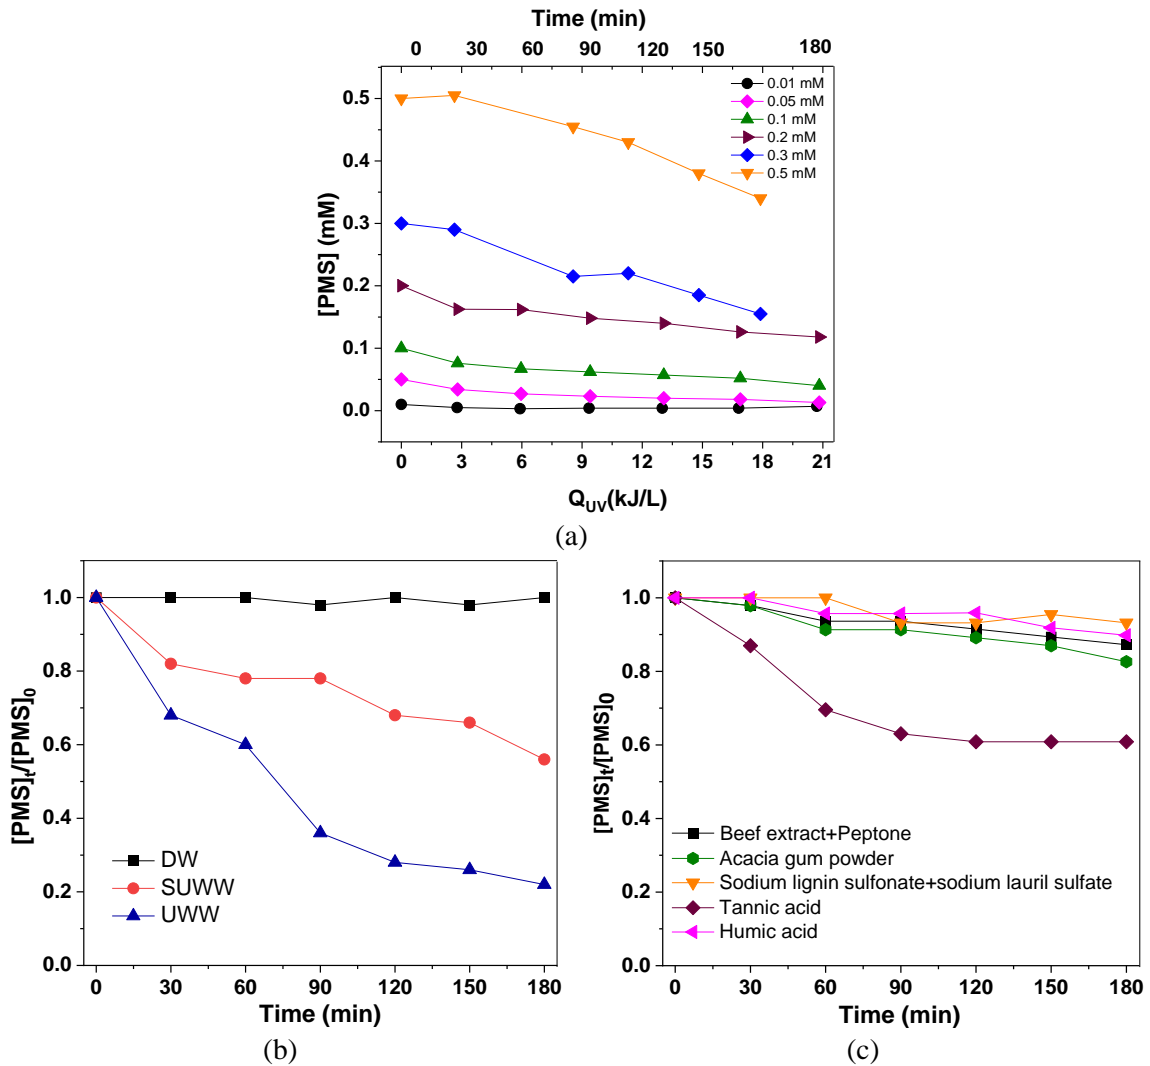 Time (min)
0 30 60 90 120 150 180
0.01 mM
0.05 mM
0.1 mM
0.2 mM
0.3 mM
0.5 mM
[PMS] (mM)
0.5
0.4
0.3
0.2
0.1
0.0
0 3 6 9 12 15 18 21
Q_UV(kJ/L)
(a)
[PMS]t/[PMS]0
1.0
0.8
0.6
0.4
0.2
0.0
DW
SUWW
UWW
0 30 60 90 120 150 180
Time (min)
(b)
[PMS]t/[PMS]0
1.0
0.8
0.6
0.4
0.2
0.0
Beef extract+Peptone
Acacia gum powder
Sodium lignin sulfonate+sodium lauril sulfate
Tannic acid
Humic acid
0 30 60 90 120 150 180
Time (min)
(c)